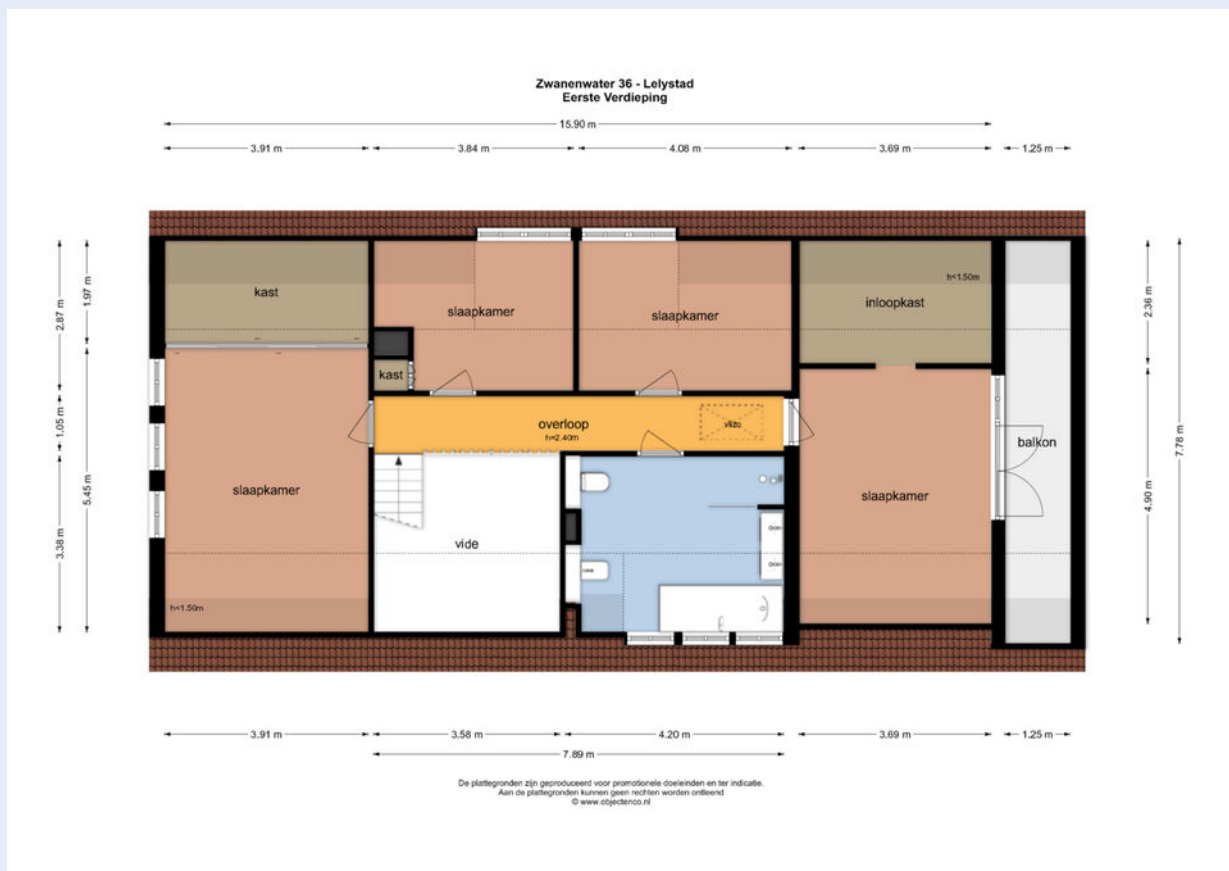 Zwanenwater 36 - Lelystad
Eerste Verdieping
15.90 m
3.91 m
3.84 m
4.08 m
3.69 m
1.25 m
2.87 m
1.97 m
1.05 m
5.45 m
3.38 m
2.36 m
4.90 m
7.78 m
kast
slaapkamer
slaapkamer
h<1.50m
inloopkast
kast
overloop
h=2.40m
vlizo
balkon
slaapkamer
slaapkamer
vide
h<1.50m
3.91 m
3.58 m
4.20 m
3.69 m
1.25 m
7.89 m
De plattegronden zijn geproduceerd voor promotionele doeleinden en ter indicatie.
Aan de plattegronden kunnen geen rechten worden ontleend
© www.objectenco.nl